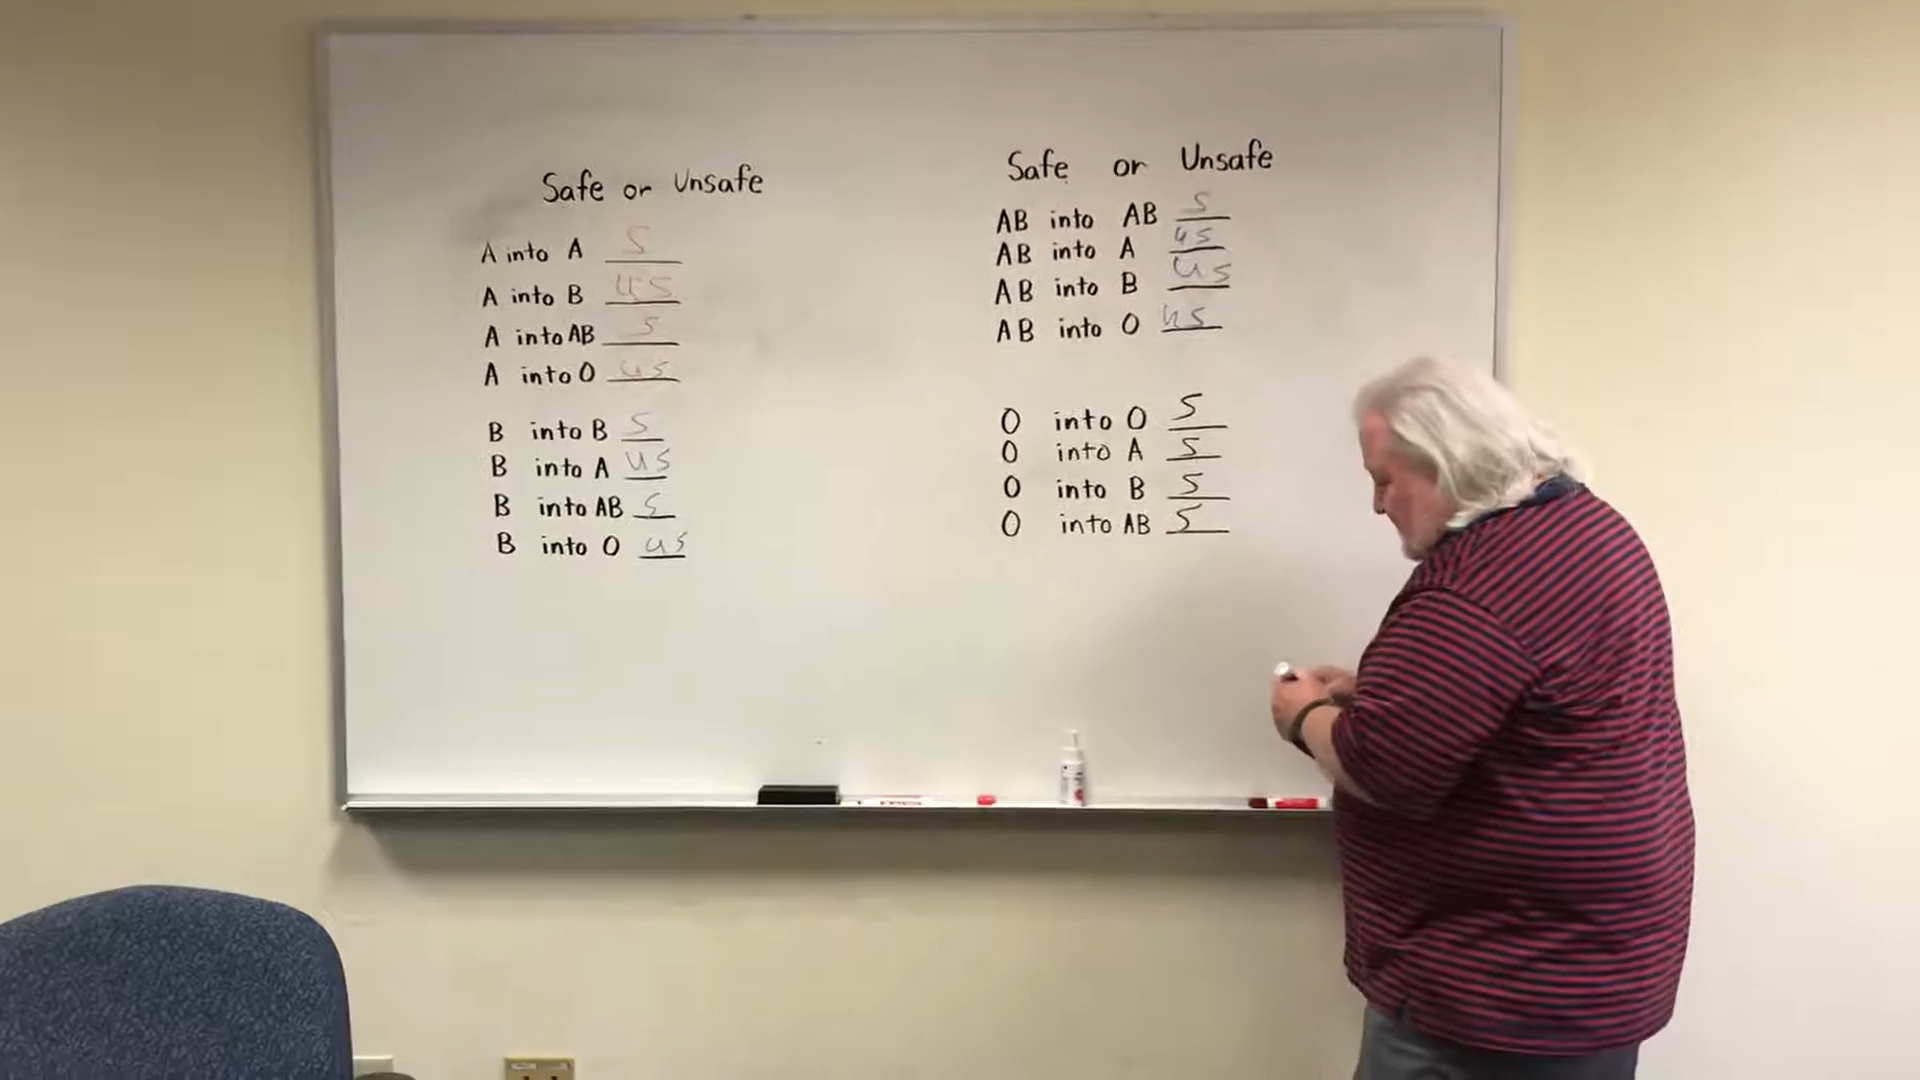 Safe or Unsafe
A into A S
A into B US
A into AB S
A into O US
B into B S
B into A US
B into AB S
B into O US
Safe or Unsafe
AB into AB S
AB into A US
AB into B US
AB into O US
O into O S
O into A S
O into B S
O into AB S